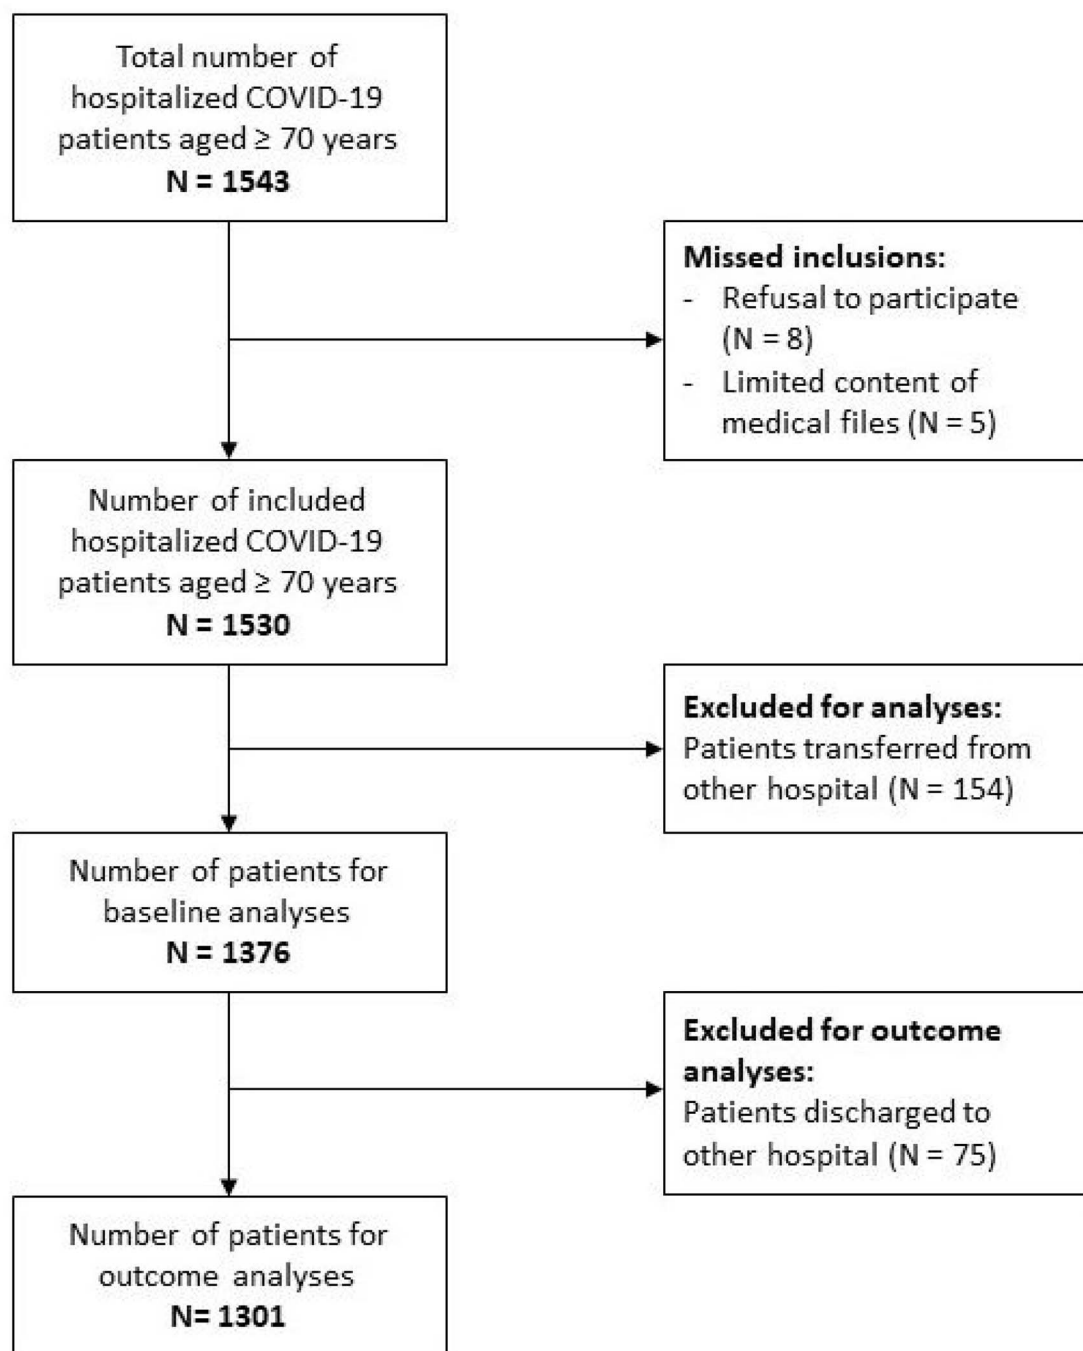 Total number of
hospitalized COVID-19
patients aged ≥ 70 years
N = 1543
Missed inclusions:
- Refusal to participate
(N = 8)
- Limited content of
medical files (N = 5)
Number of included
hospitalized COVID-19
patients aged ≥ 70 years
N = 1530
Excluded for analyses:
Patients transferred from
other hospital (N = 154)
Number of patients for
baseline analyses
N = 1376
Excluded for outcome
analyses:
Patients discharged to
other hospital (N = 75)
Number of patients for
outcome analyses
N= 1301